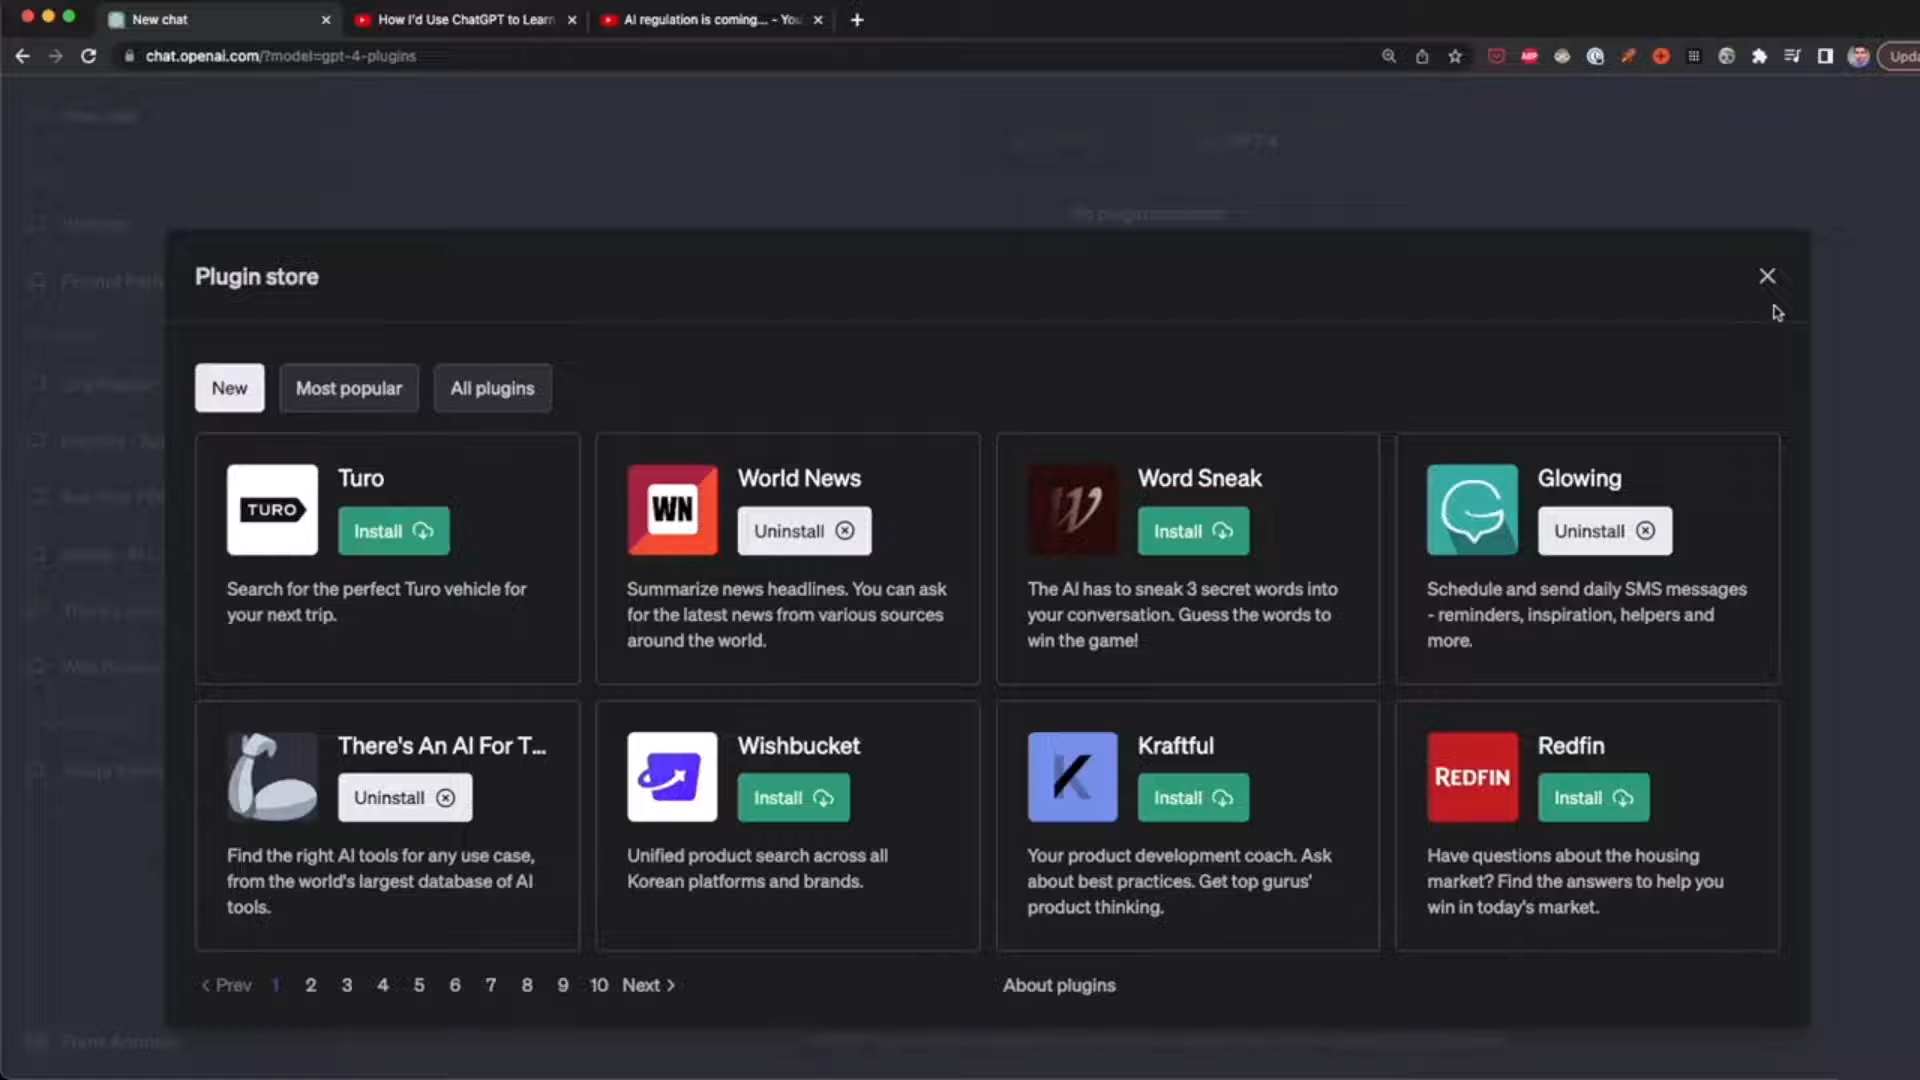 New chat
How I'd Use ChatGPT to Learn
AI regulation is coming... - You
chat.openai.com/?model=gpt-4-plugins
ABP
Upda
GPT-4
Plugin store
New
Most popular
All plugins
TURO
Turo
Install
Search for the perfect Turo vehicle for
your next trip.
WN
World News
Uninstall
Summarize news headlines. You can ask
for the latest news from various sources
around the world.
W
Word Sneak
Install
The AI has to sneak 3 secret words into
your conversation. Guess the words to
win the game!
G
Glowing
Uninstall
Schedule and send daily SMS messages
- reminders, inspiration, helpers and
more.
There's An AI For T...
Uninstall
Find the right AI tools for any use case,
from the world's largest database of AI
tools.
Wishbucket
Install
Unified product search across all
Korean platforms and brands.
K
Kraftful
Install
Your product development coach. Ask
about best practices. Get top gurus'
product thinking.
REDFIN
Redfin
Install
Have questions about the housing
market? Find the answers to help you
win in today's market.
< Prev 1 2 3 4 5 6 7 8 9 10 Next >
About plugins